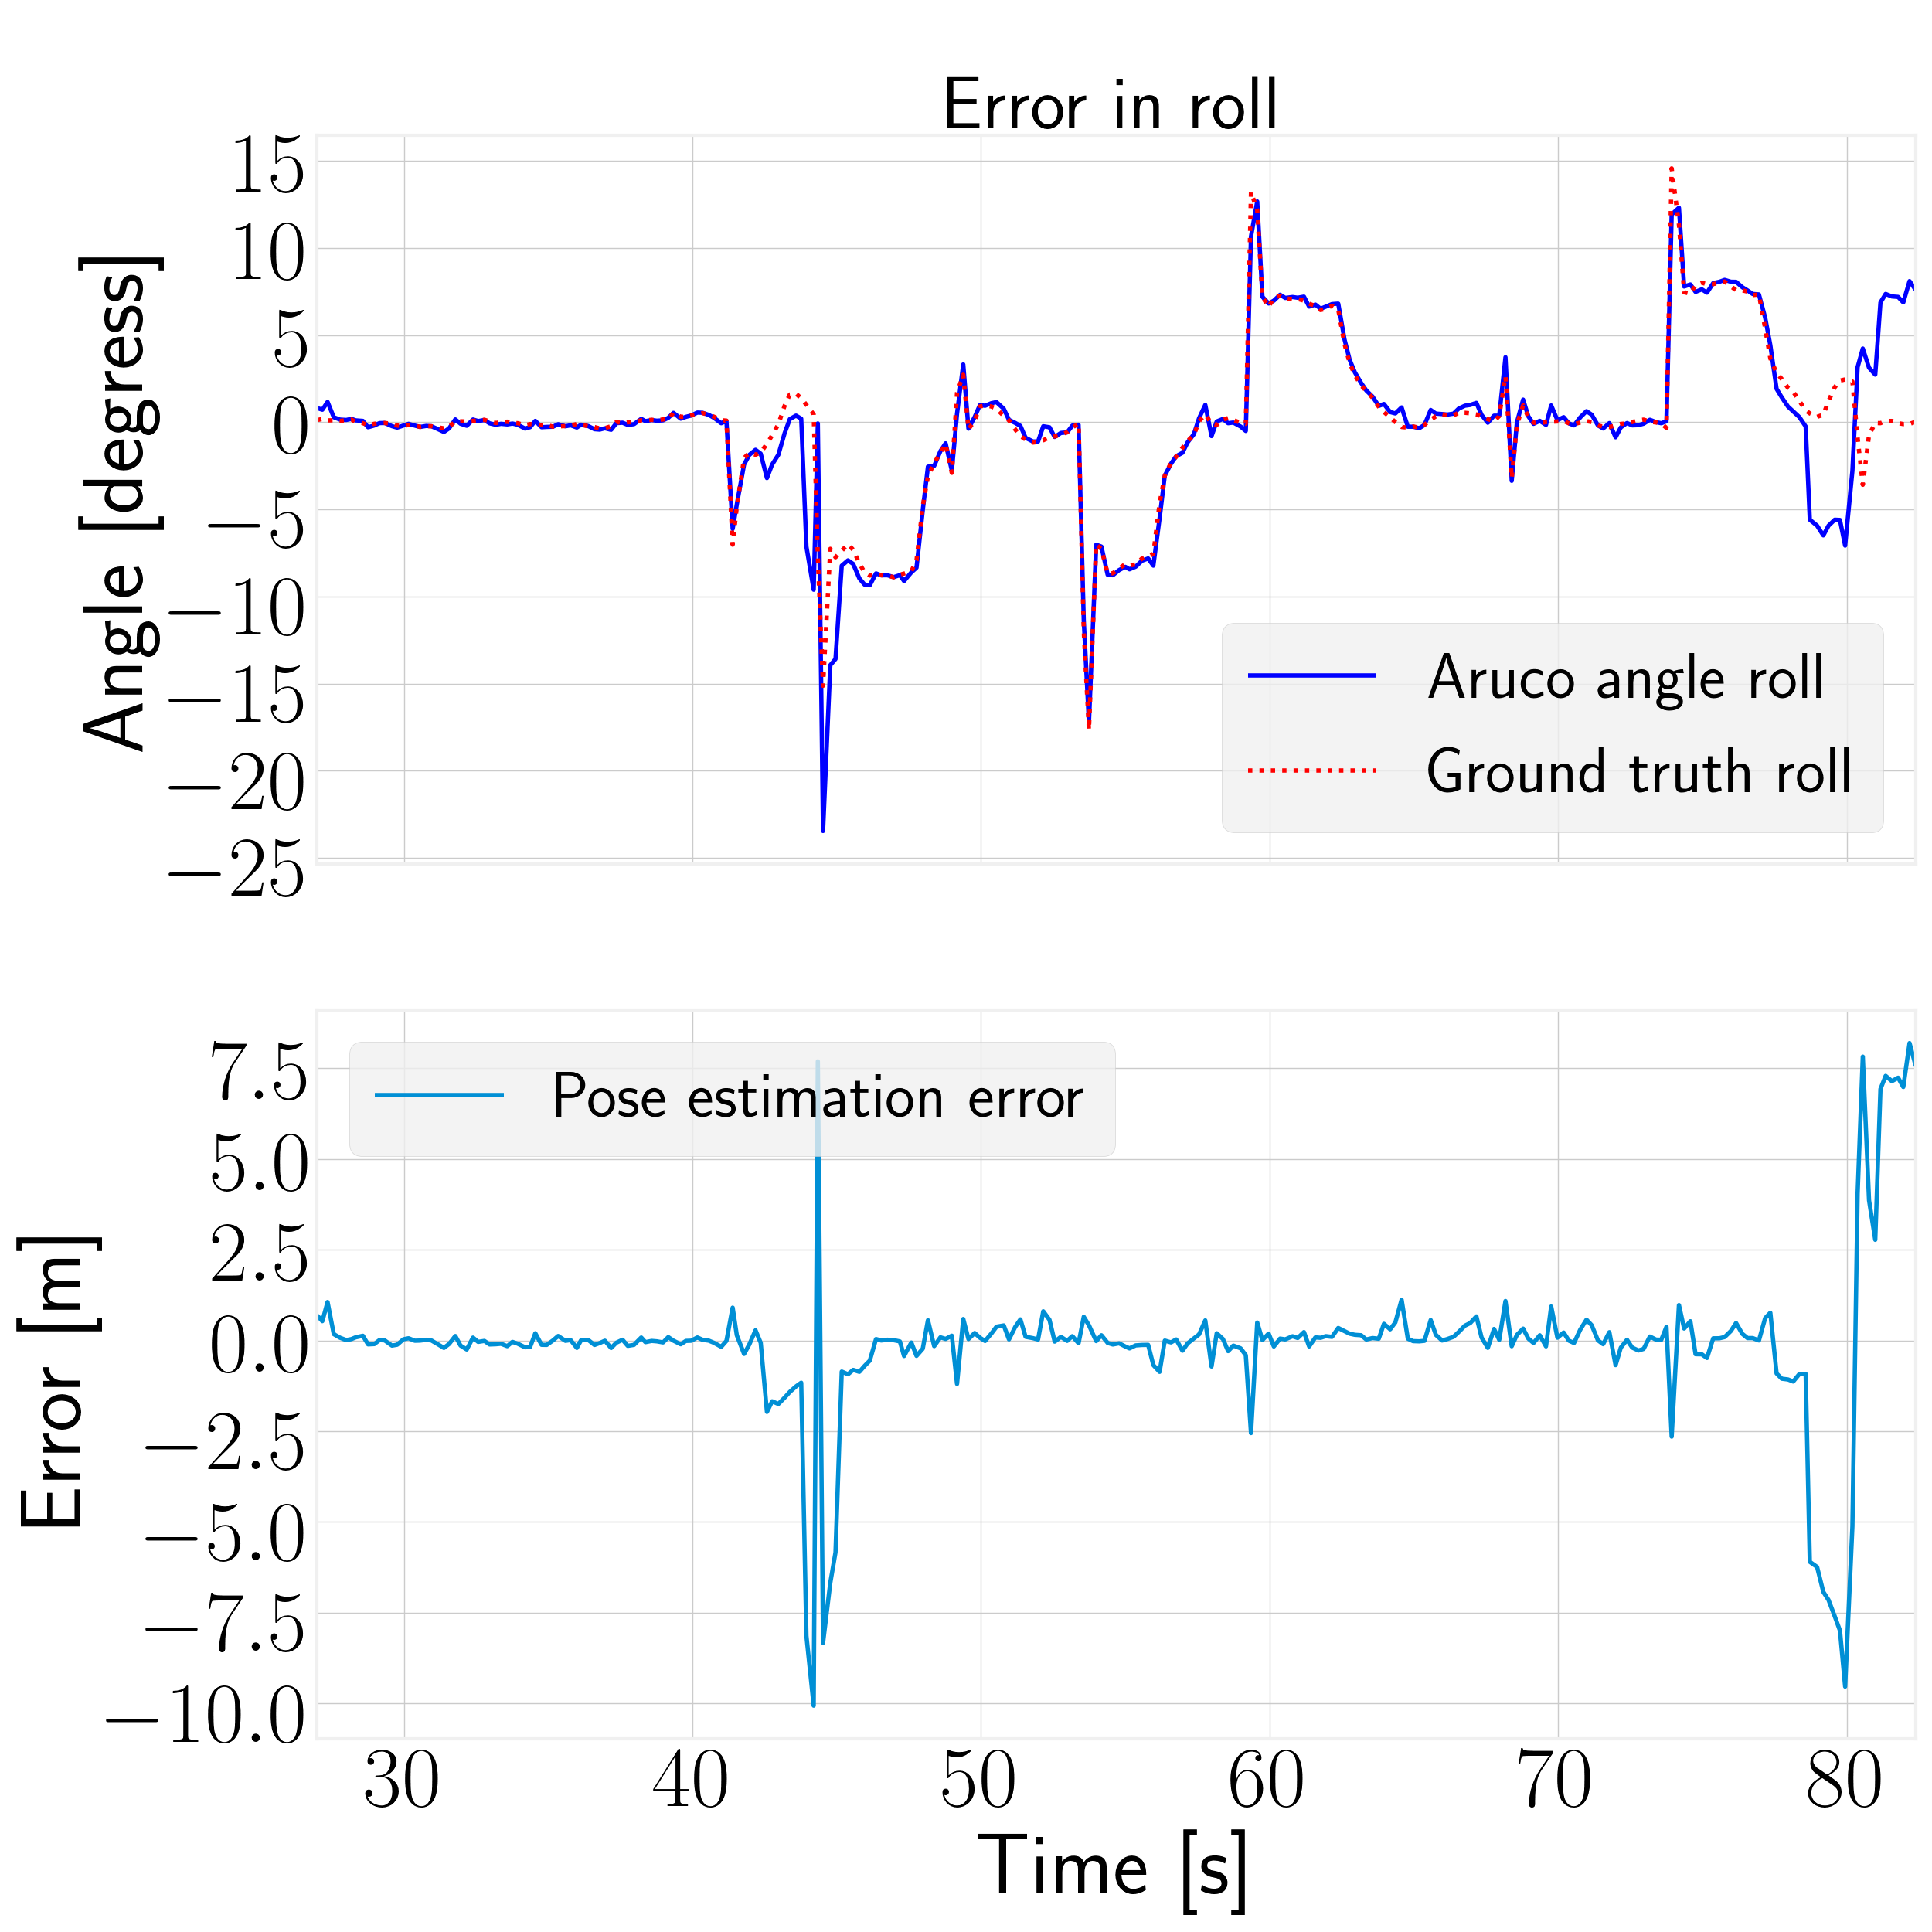 Error in roll
Angle [degress]
15
10
5
0
−5
−10
−15
−20
−25
Aruco angle roll
Ground truth roll
Error [m]
7.5
5.0
2.5
0.0
−2.5
−5.0
−7.5
−10.0
Pose estimation error
30 40 50 60 70 80
Time [s]